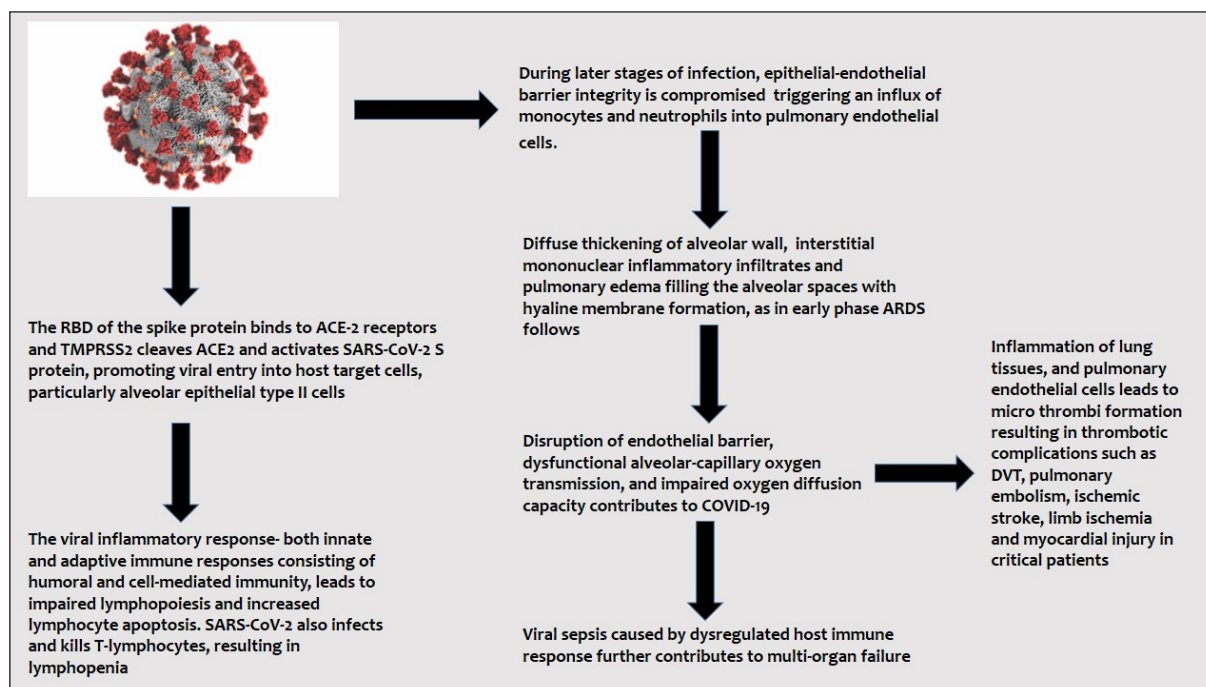 During later stages of infection, epithelial-endothelial
barrier integrity is compromised triggering an influx of
monocytes and neutrophils into pulmonary endothelial
cells.
Diffuse thickening of alveolar wall, interstitial
mononuclear inflammatory infiltrates and
pulmonary edema filling the alveolar spaces with
hyaline membrane formation, as in early phase ARDS
follows
The RBD of the spike protein binds to ACE-2 receptors
and TMPRSS2 cleaves ACE2 and activates SARS-CoV-2 S
protein, promoting viral entry into host target cells,
particularly alveolar epithelial type II cells
Inflammation of lung
tissues, and pulmonary
endothelial cells leads to
micro thrombi formation
resulting in thrombotic
complications such as
DVT, pulmonary
embolism, ischemic
stroke, limb ischemia
and myocardial injury in
critical patients
Disruption of endothelial barrier,
dysfunctional alveolar-capillary oxygen
transmission, and impaired oxygen diffusion
capacity contributes to COVID-19
The viral inflammatory response- both innate
and adaptive immune responses consisting of
humoral and cell-mediated immunity, leads to
impaired lymphopoiesis and increased
lymphocyte apoptosis. SARS-CoV-2 also infects
and kills T-lymphocytes, resulting in
lymphopenia
Viral sepsis caused by dysregulated host immune
response further contributes to multi-organ failure